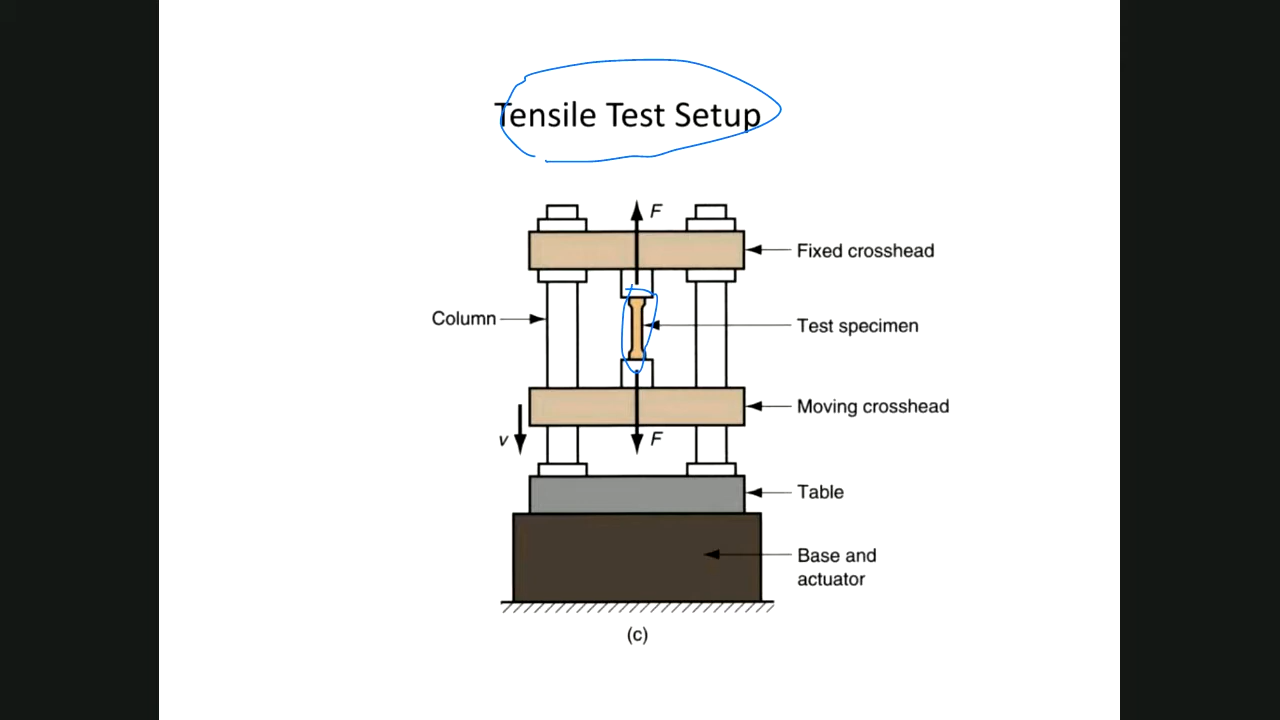 Tensile Test Setup
F
Fixed crosshead
Column
Test specimen
Moving crosshead
v
F
Table
Base and
actuator
(c)